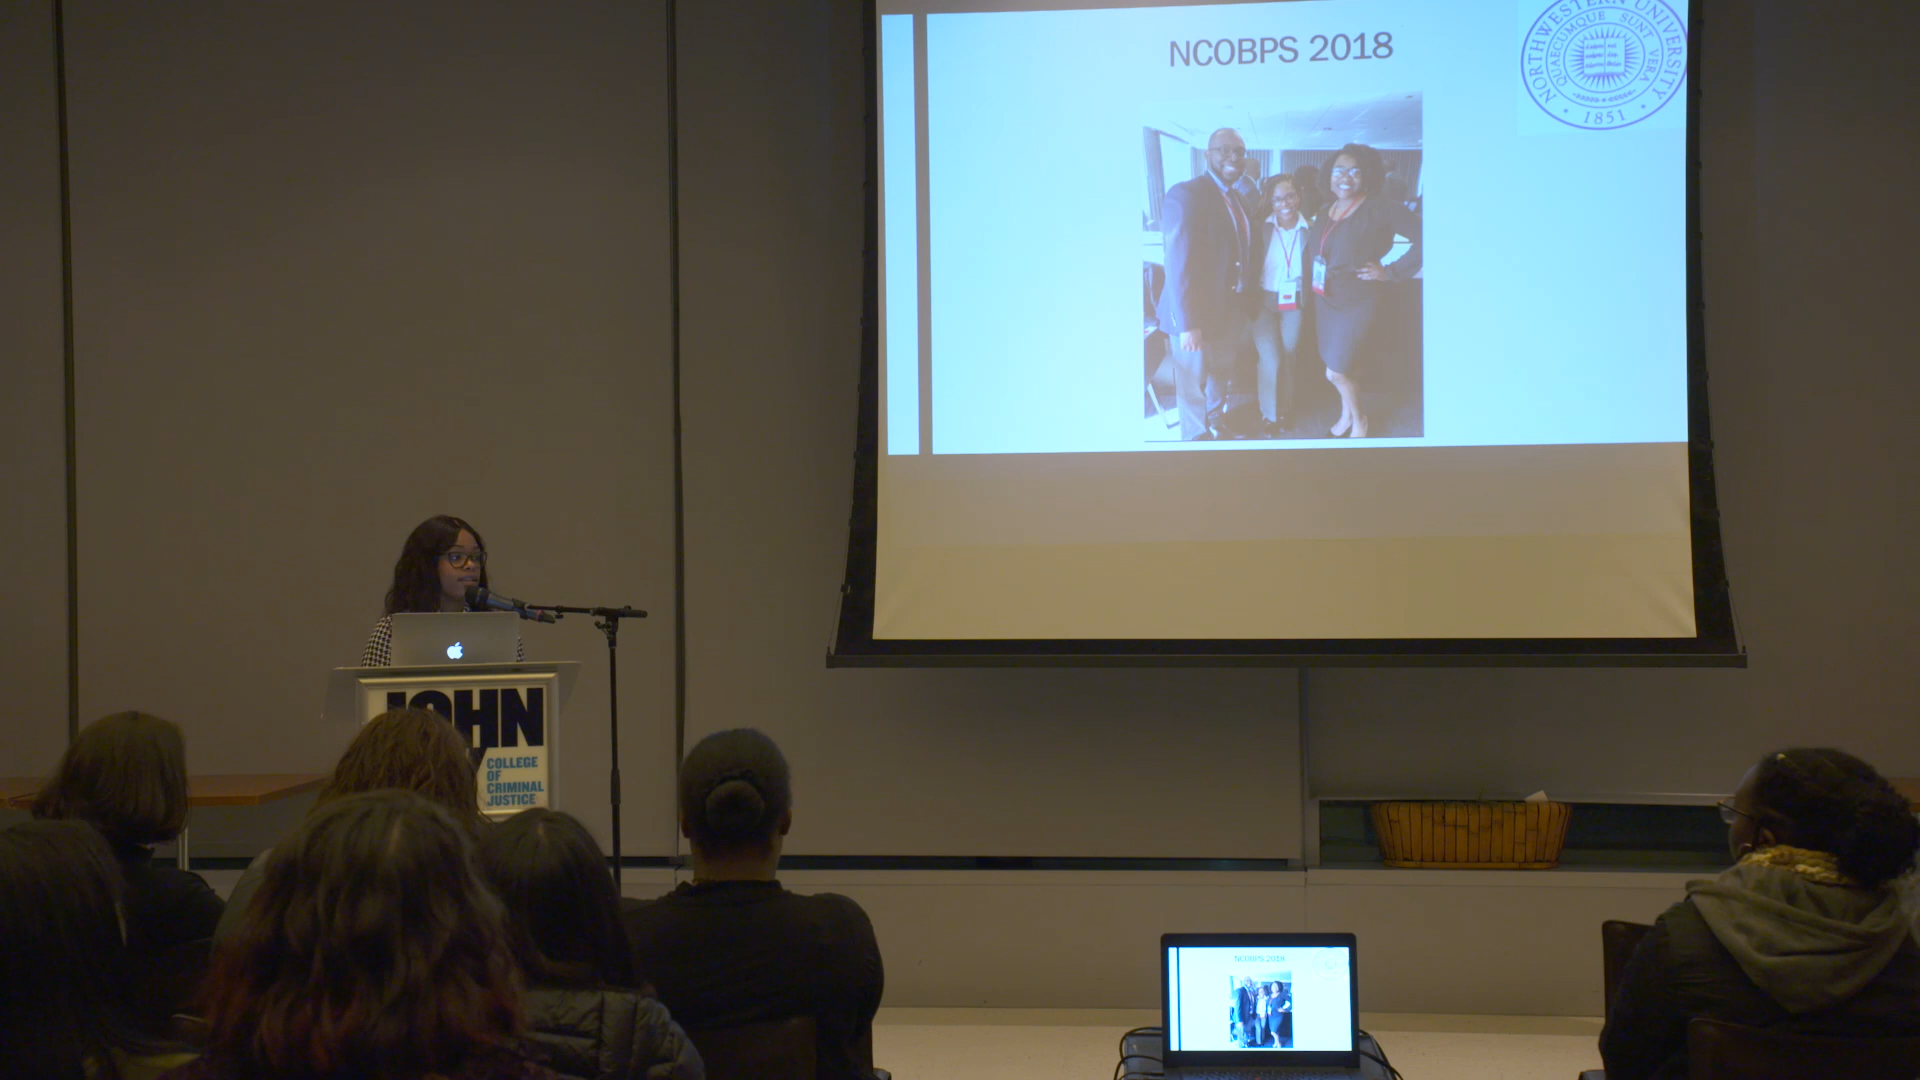 NCOBPS 2018
NORTHWESTERN UNIVERSITY
QUAECUMQUE SUNT VERA
1851
JOHN
COLLEGE
OF
CRIMINAL
JUSTICE
NCOBPS 2018